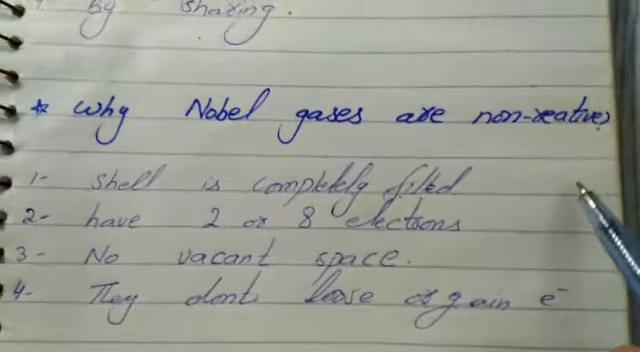 By sharing.
* Why Nobel gases are non-reative?
1- Shell is completely filled.
2- have 2 or 8 electrons
3- No vacant space.
4- They dont loose or gain e⁻